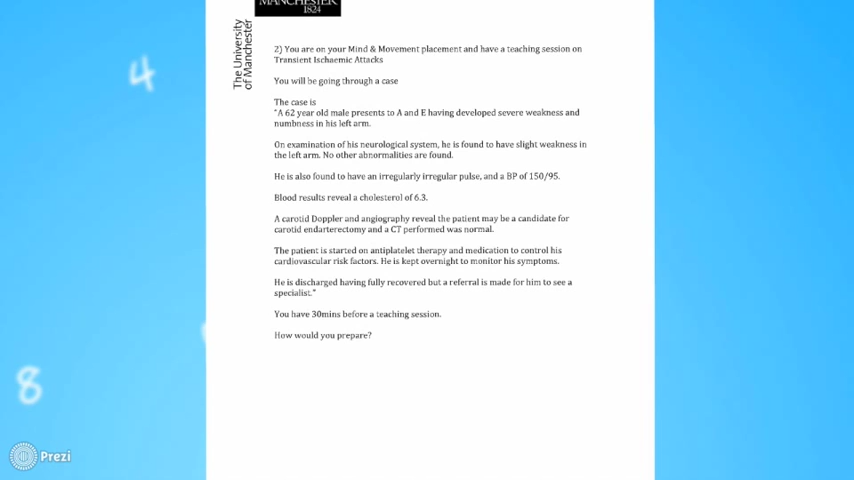 MANCHESTER
1824
The University
of Manchester
2) You are on your Mind & Movement placement and have a teaching session on
Transient Ischaemic Attacks
You will be going through a case
The case is
"A 62 year old male presents to A and E having developed severe weakness and
numbness in his left arm.
On examination of his neurological system, he is found to have slight weakness in
the left arm. No other abnormalities are found.
He is also found to have an irregularly irregular pulse, and a BP of 150/95.
Blood results reveal a cholesterol of 6.3.
A carotid Doppler and angiography reveal the patient may be a candidate for
carotid endarterectomy and a CT performed was normal.
The patient is started on antiplatelet therapy and medication to control his
cardiovascular risk factors. He is kept overnight to monitor his symptoms.
He is discharged having fully recovered but a referral is made for him to see a
specialist."
You have 30mins before a teaching session.
How would you prepare?
4
8
Prezi